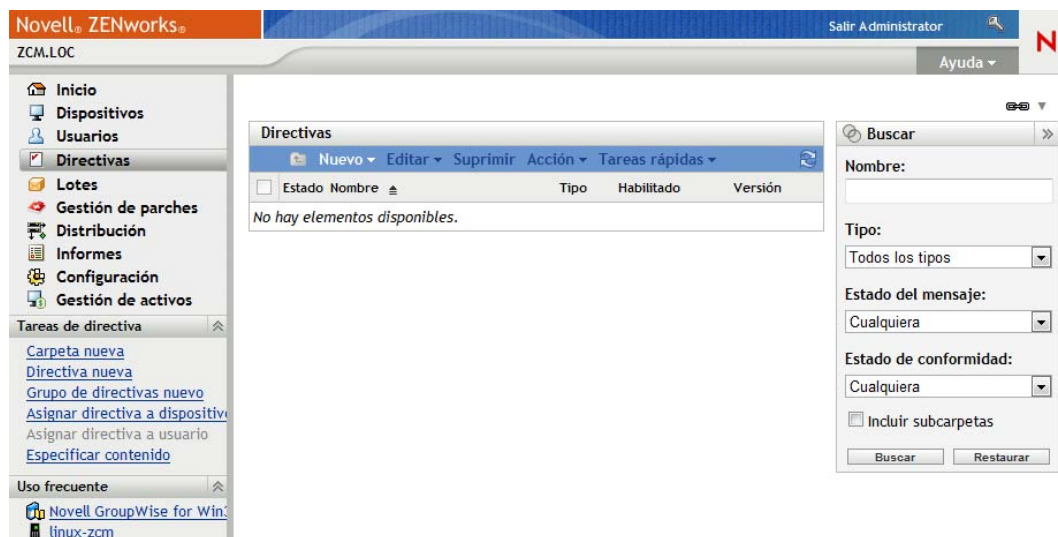 Novell® ZENworks®
Salir Administrator
N
ZCM.LOC
Ayuda
Inicio
Dispositivos
Usuarios
Directivas
Lotes
Gestión de parches
Distribución
Informes
Configuración
Gestión de activos
Tareas de directiva
Carpeta nueva
Directiva nueva
Grupo de directivas nuevo
Asignar directiva a dispositivo
Asignar directiva a usuario
Especificar contenido
Uso frecuente
Novell GroupWise for Win3
linux-zcm
Directivas
Nuevo Editar Suprimir Acción Tareas rápidas
Estado Nombre Tipo Habilitado Versión
No hay elementos disponibles.
Buscar
Nombre:
Tipo:
Todos los tipos
Estado del mensaje:
Cualquiera
Estado de conformidad:
Cualquiera
Incluir subcarpetas
Buscar Restaurar